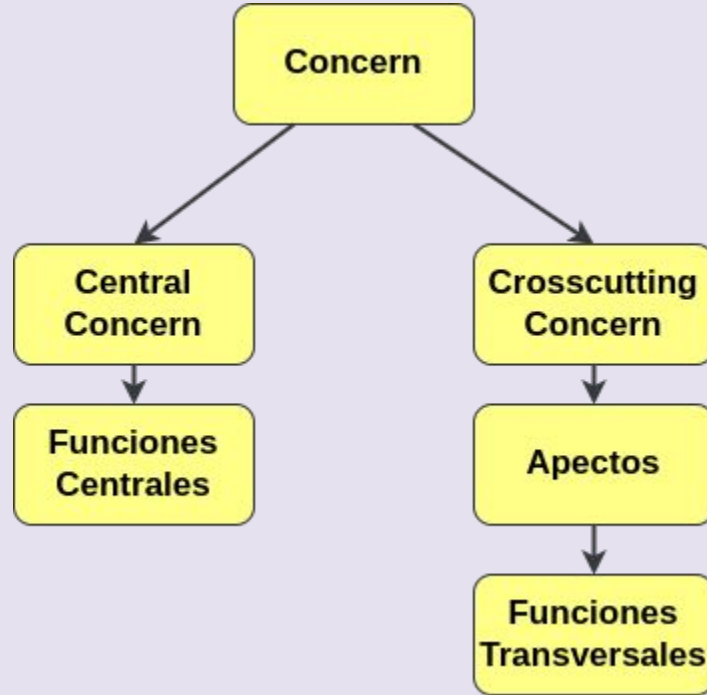 Concern
Central
Concern
Crosscutting
Concern
Funciones
Centrales
Apectos
Funciones
Transversales